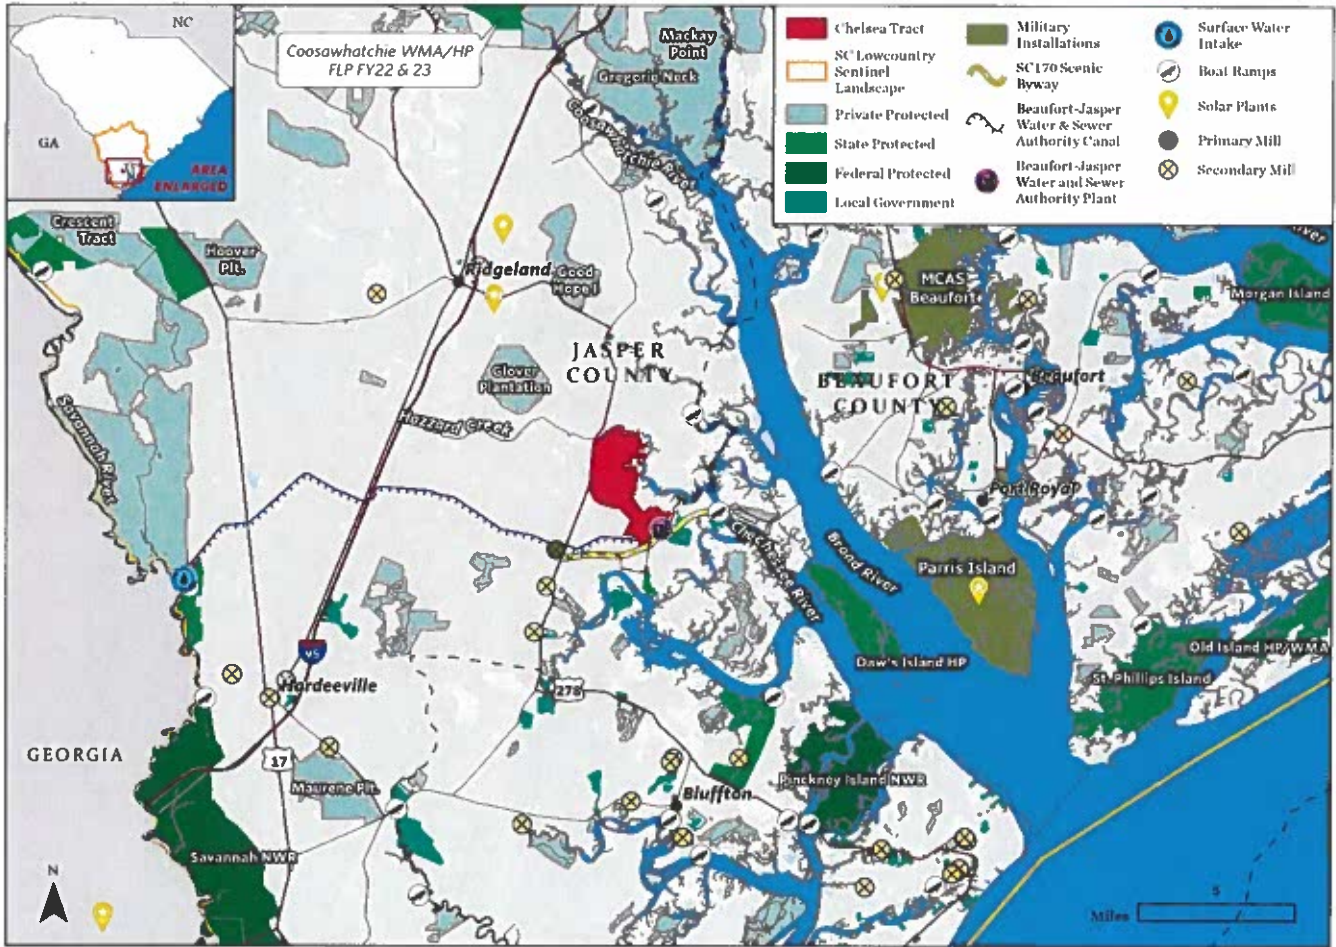 NC
GA
AREA
ENLARGED
Coosawhatchie WMA/HP
FLP FY22 & 23
Mackay
Point
Gregorie Neck
Coosawhatchie River
Chelsea Tract
SC Lowcountry
Sentinel
Landscape
Private Protected
State Protected
Federal Protected
Local Government
Military
Installations
SC170 Scenic
Byway
Beaufort-Jasper
Water & Sewer
Authority Canal
Beaufort-Jasper
Water and Sewer
Authority Plant
Surface Water
Intake
Boat Ramps
Solar Plants
Primary Mill
Secondary Mill
River
Crescent
Tract
Hoover
Plt.
Ridgeland
Good
Hope I
MCAS
Beaufort
Morgan Island
JASPER
COUNTY
Glover
Plantation
BEAUFORT
COUNTY
Beaufort
Hazzard Creek
Savannah River
Port Royal
Chechessee River
Broad River
Parris Island
Daw's Island HP
Old Island HP/WMA
St. Phillips Island
95
Hardeeville
278
GEORGIA
17
Maurene Plt.
Pinckney Island NWR
Bluffton
Savannah NWR
N
5
Miles